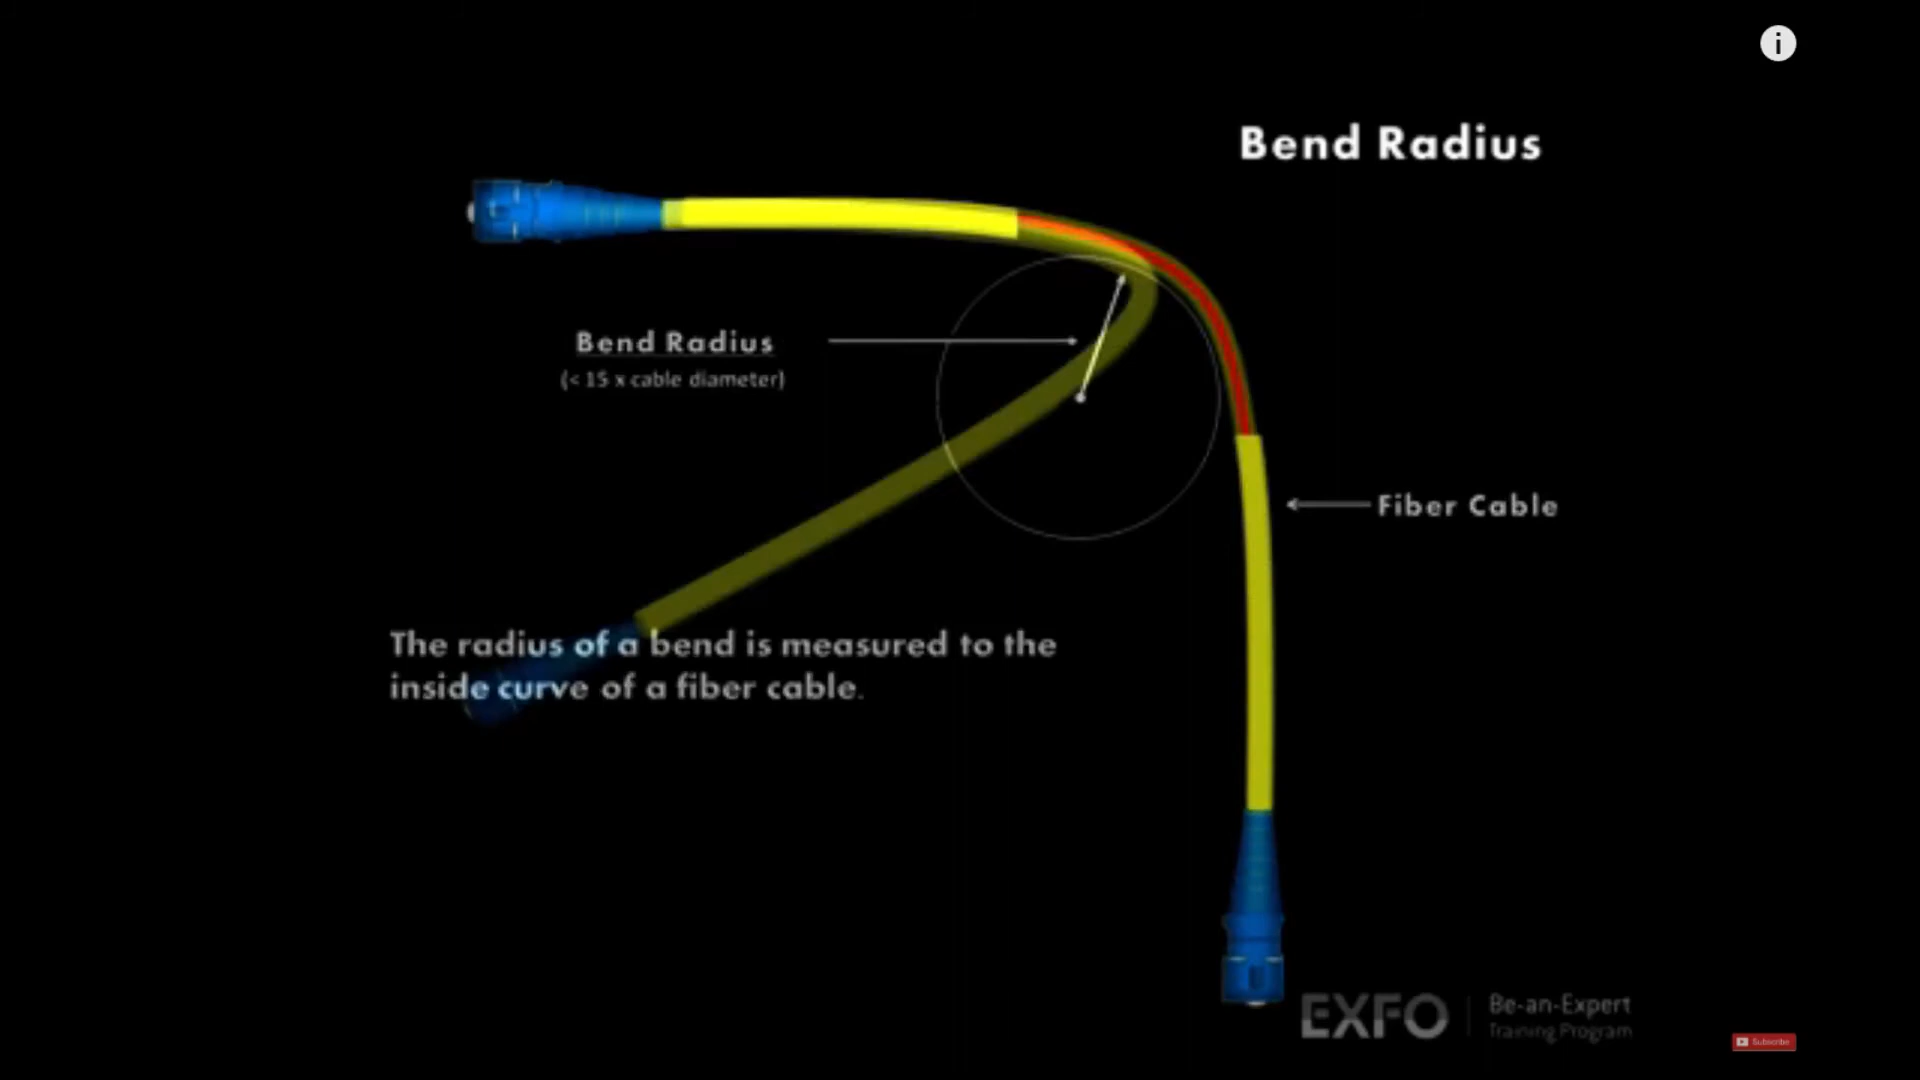 Bend Radius
Bend Radius
(< 15 x cable diameter)
Fiber Cable
The radius of a bend is measured to the
inside curve of a fiber cable.
EXFO
Be-an-Expert
Training Program
Subscribe